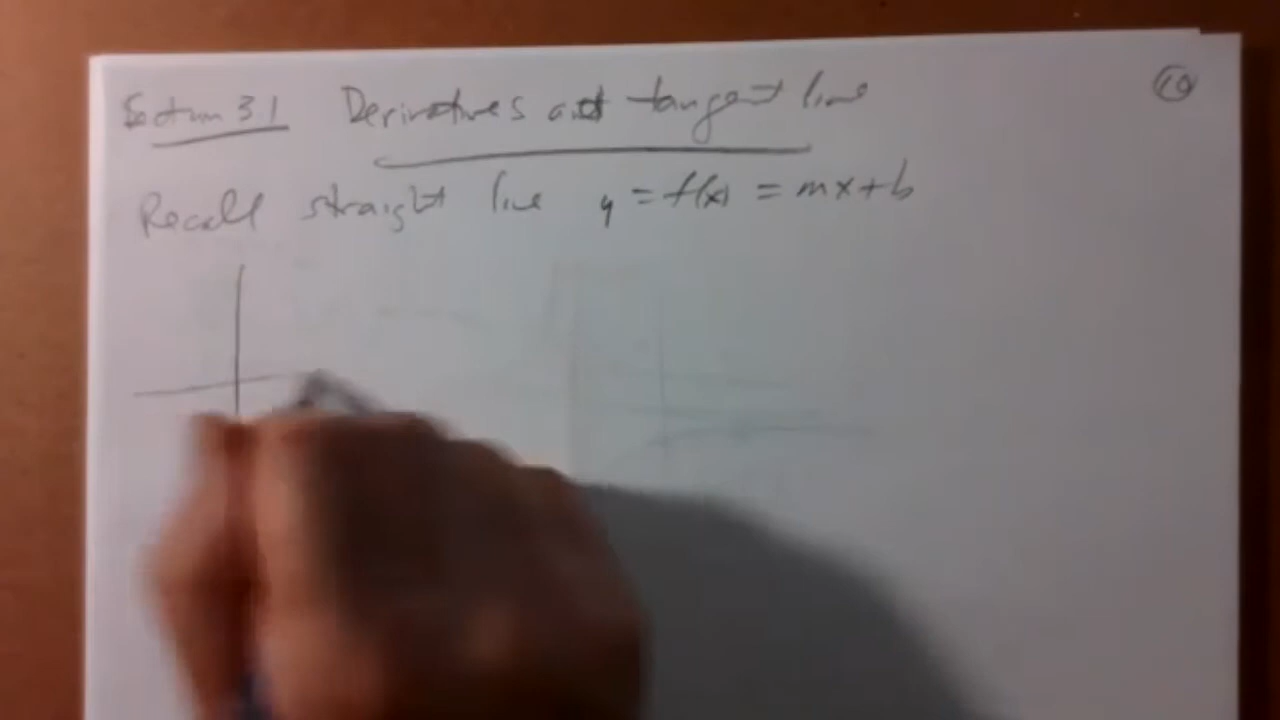 Section 3.1 Derivatives and tangent line
Recall straight line y = f(x) = mx+b